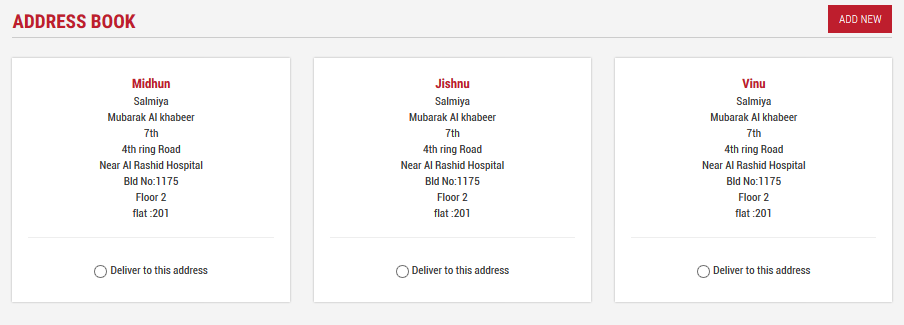 ADDRESS BOOK
ADD NEW
Midhun
Salmiya
Mubarak Al khabeer
7th
4th ring Road
Near Al Rashid Hospital
Bld No:1175
Floor 2
flat :201
Deliver to this address
Jishnu
Salmiya
Mubarak Al khabeer
7th
4th ring Road
Near Al Rashid Hospital
Bld No:1175
Floor 2
flat :201
Deliver to this address
Vinu
Salmiya
Mubarak Al khabeer
7th
4th ring Road
Near Al Rashid Hospital
Bld No:1175
Floor 2
flat :201
Deliver to this address